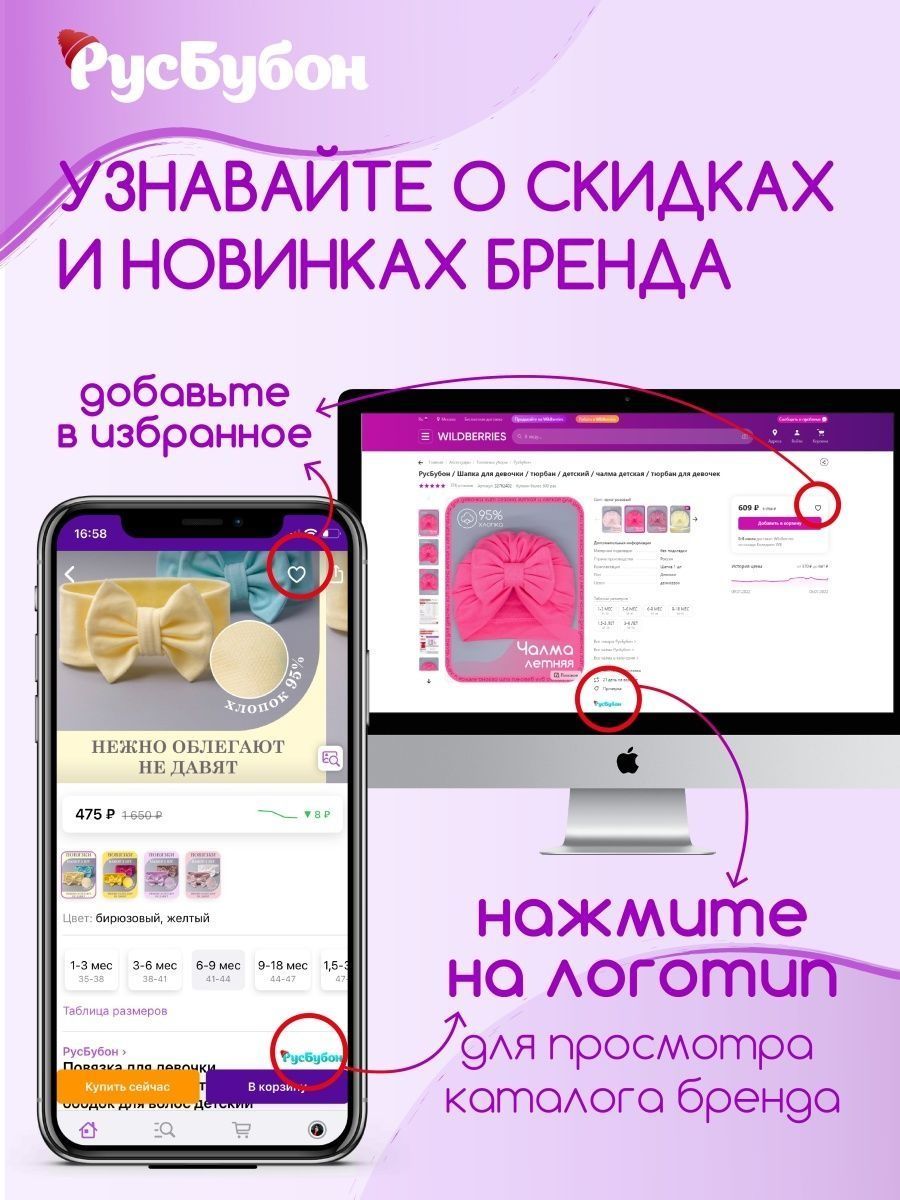 РусБубон
УЗНАВАЙТЕ О СКИДКАХ
И НОВИНКАХ БРЕНДА
добавьте
в избранное
WILDBERRIES
РусБубон / Шапка для девочки / тюрбан / детский / чалма детская / тюрбан для девочек
95%
хлопка
609 ₽
Добавить в корзину
Дополнительная информация
История цены
Таблица размеров
Чалма
летняя
РусБубон
16:58
ХЛОПОК 95%
НЕЖНО ОБЛЕГАЮТ
НЕ ДАВЯТ
475 ₽ 1 650 ₽ ▼ 8 ₽
Цвет: бирюзовый, желтый
1-3 мес 3-6 мес 6-9 мес 9-18 мес 1,5-3
35-38 38-41 41-44 44-47 47-
Таблица размеров
РусБубон ›
РусБубон
Повязка для девочки
Купить сейчас В корзину
ободок для волос детский
нажмите
на логотип
для просмотра
каталога бренда